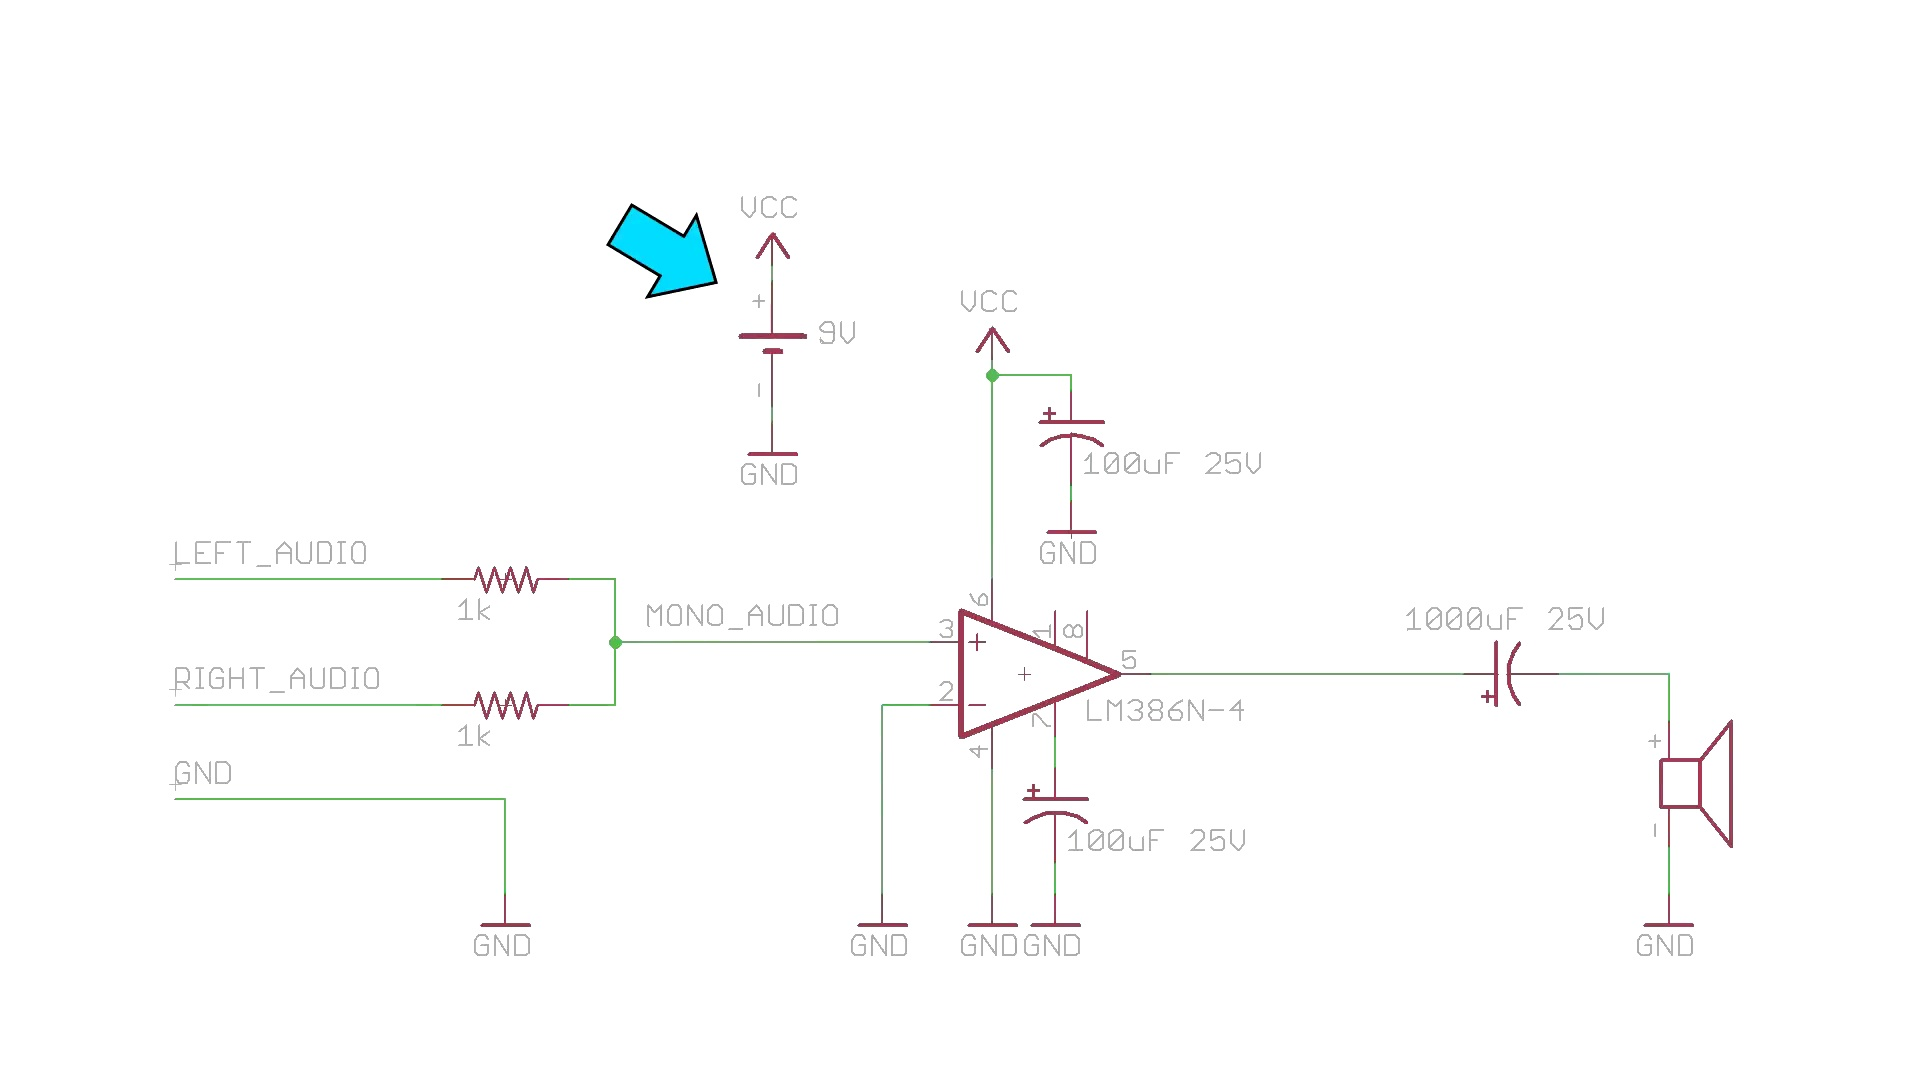 VCC
+
9V
-
GND
VCC
+
100uF 25V
GND
LEFT_AUDIO
1k
MONO_AUDIO
RIGHT_AUDIO
1k
GND
GND
6
3
+
1
8
2
-
4
7
5
LM386N-4
1000uF 25V
+
+
100uF 25V
+
-
GND
GND
GND
GND